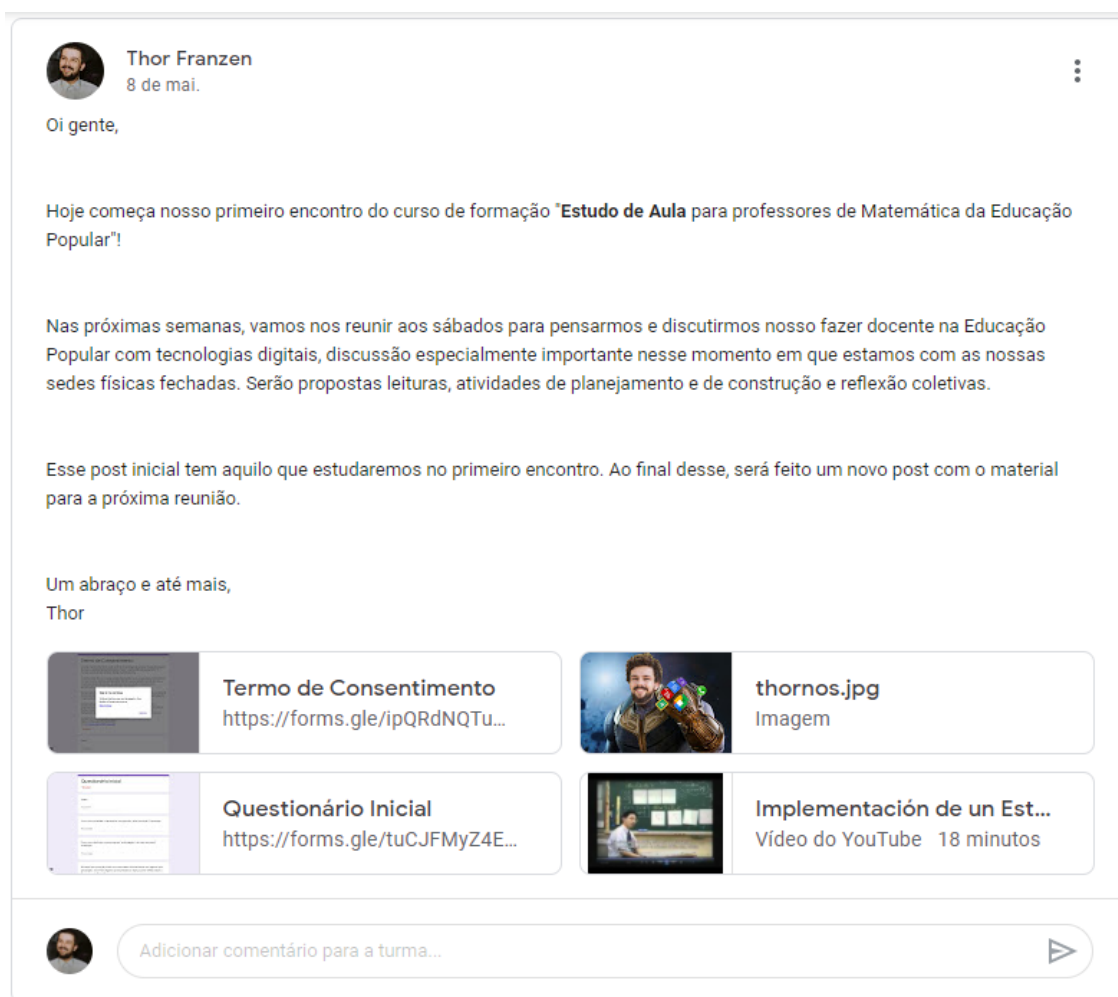 Thor Franzen
8 de mai.
Oi gente,
Hoje começa nosso primeiro encontro do curso de formação "Estudo de Aula para professores de Matemática da Educação
Popular"!
Nas próximas semanas, vamos nos reunir aos sábados para pensarmos e discutirmos nosso fazer docente na Educação
Popular com tecnologias digitais, discussão especialmente importante nesse momento em que estamos com as nossas
sedes físicas fechadas. Serão propostas leituras, atividades de planejamento e de construção e reflexão coletivas.
Esse post inicial tem aquilo que estudaremos no primeiro encontro. Ao final desse, será feito um novo post com o material
para a próxima reunião.
Um abraço e até mais,
Thor
Termo de Consentimento
https://forms.gle/ipQRdNQTu...
thornos.jpg
Imagem
Questionário Inicial
https://forms.gle/tuCJFMyZ4E...
Implementación de un Est...
Vídeo do YouTube 18 minutos
Adicionar comentário para a turma...